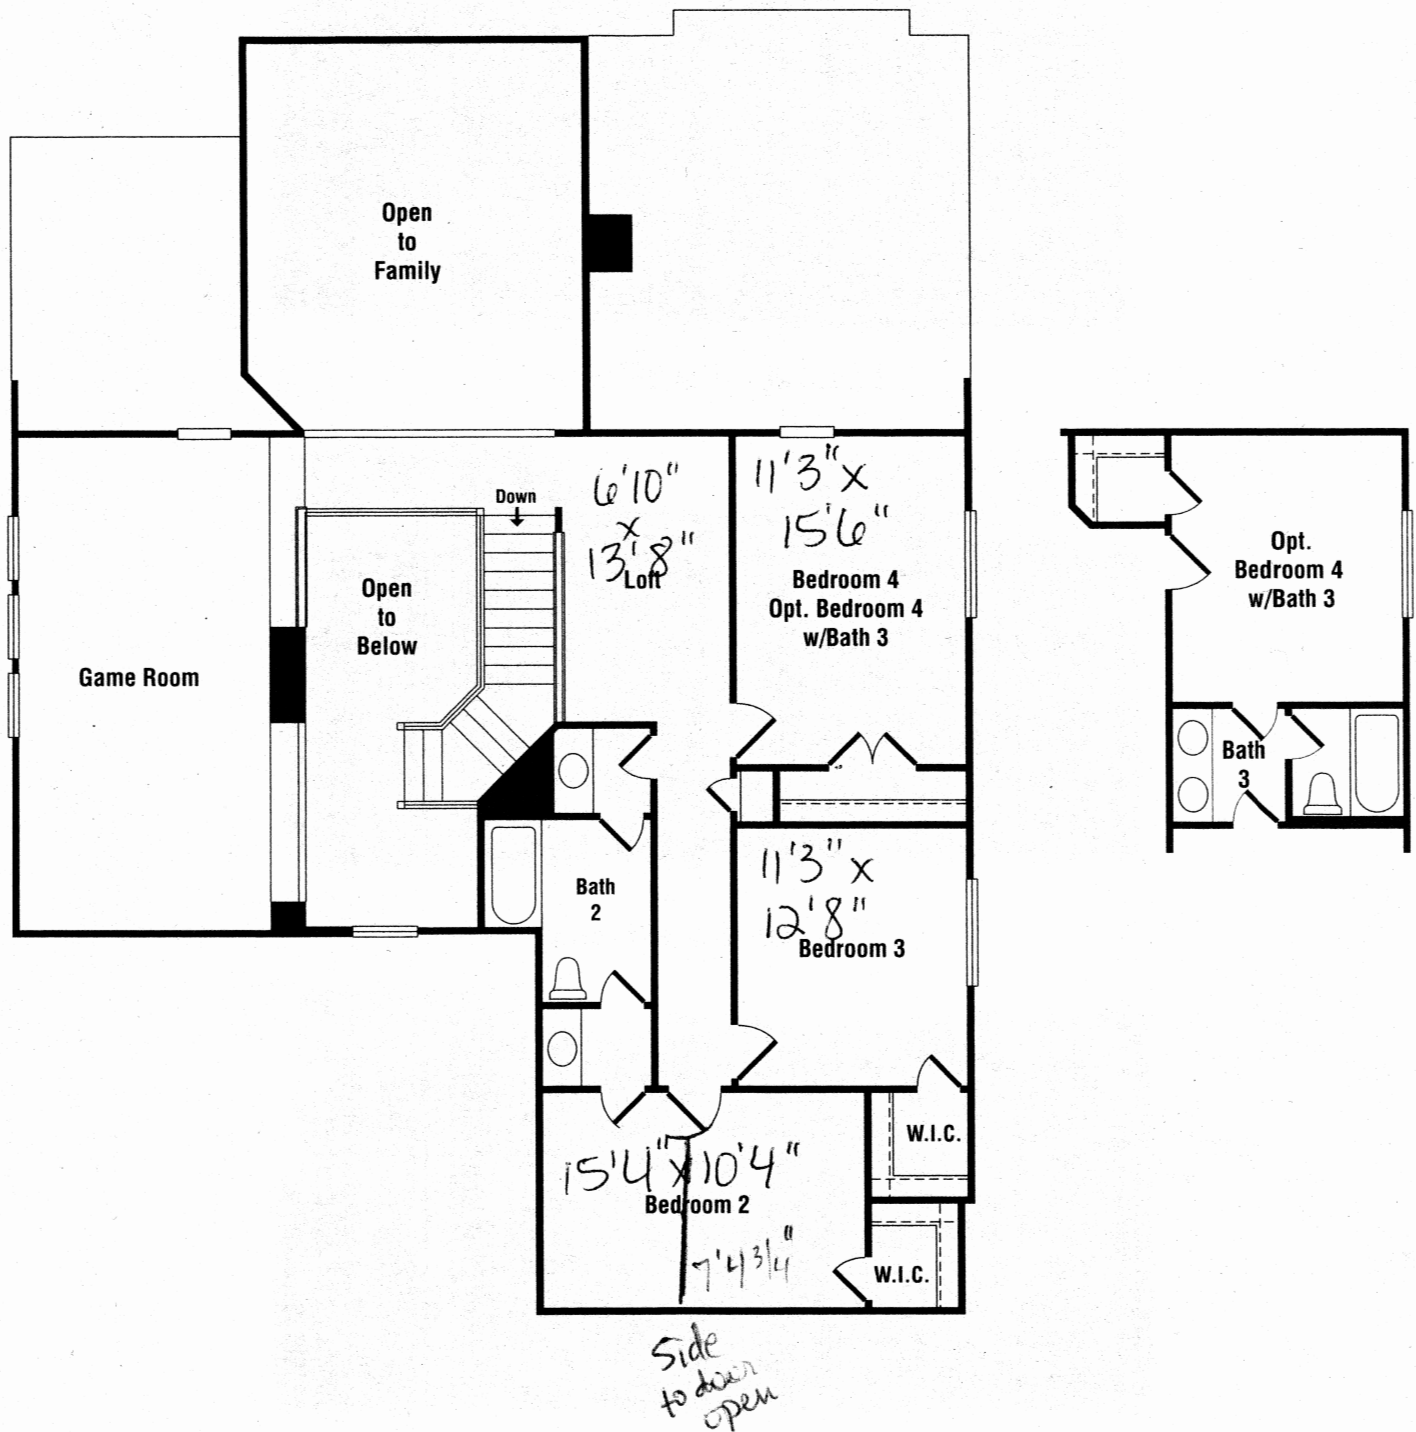 Open
to
Family
6'10"
x
13'8"
Loft
11'3" x
15'6"
Bedroom 4
Opt. Bedroom 4
w/Bath 3
Down
Open
to
Below
Game Room
Opt.
Bedroom 4
w/Bath 3
Bath
3
Bath
2
11'3" x
12'8"
Bedroom 3
W.I.C.
15'4" x 10'4"
Bedroom 2
7'4 3/4"
W.I.C.
Side
to door
open